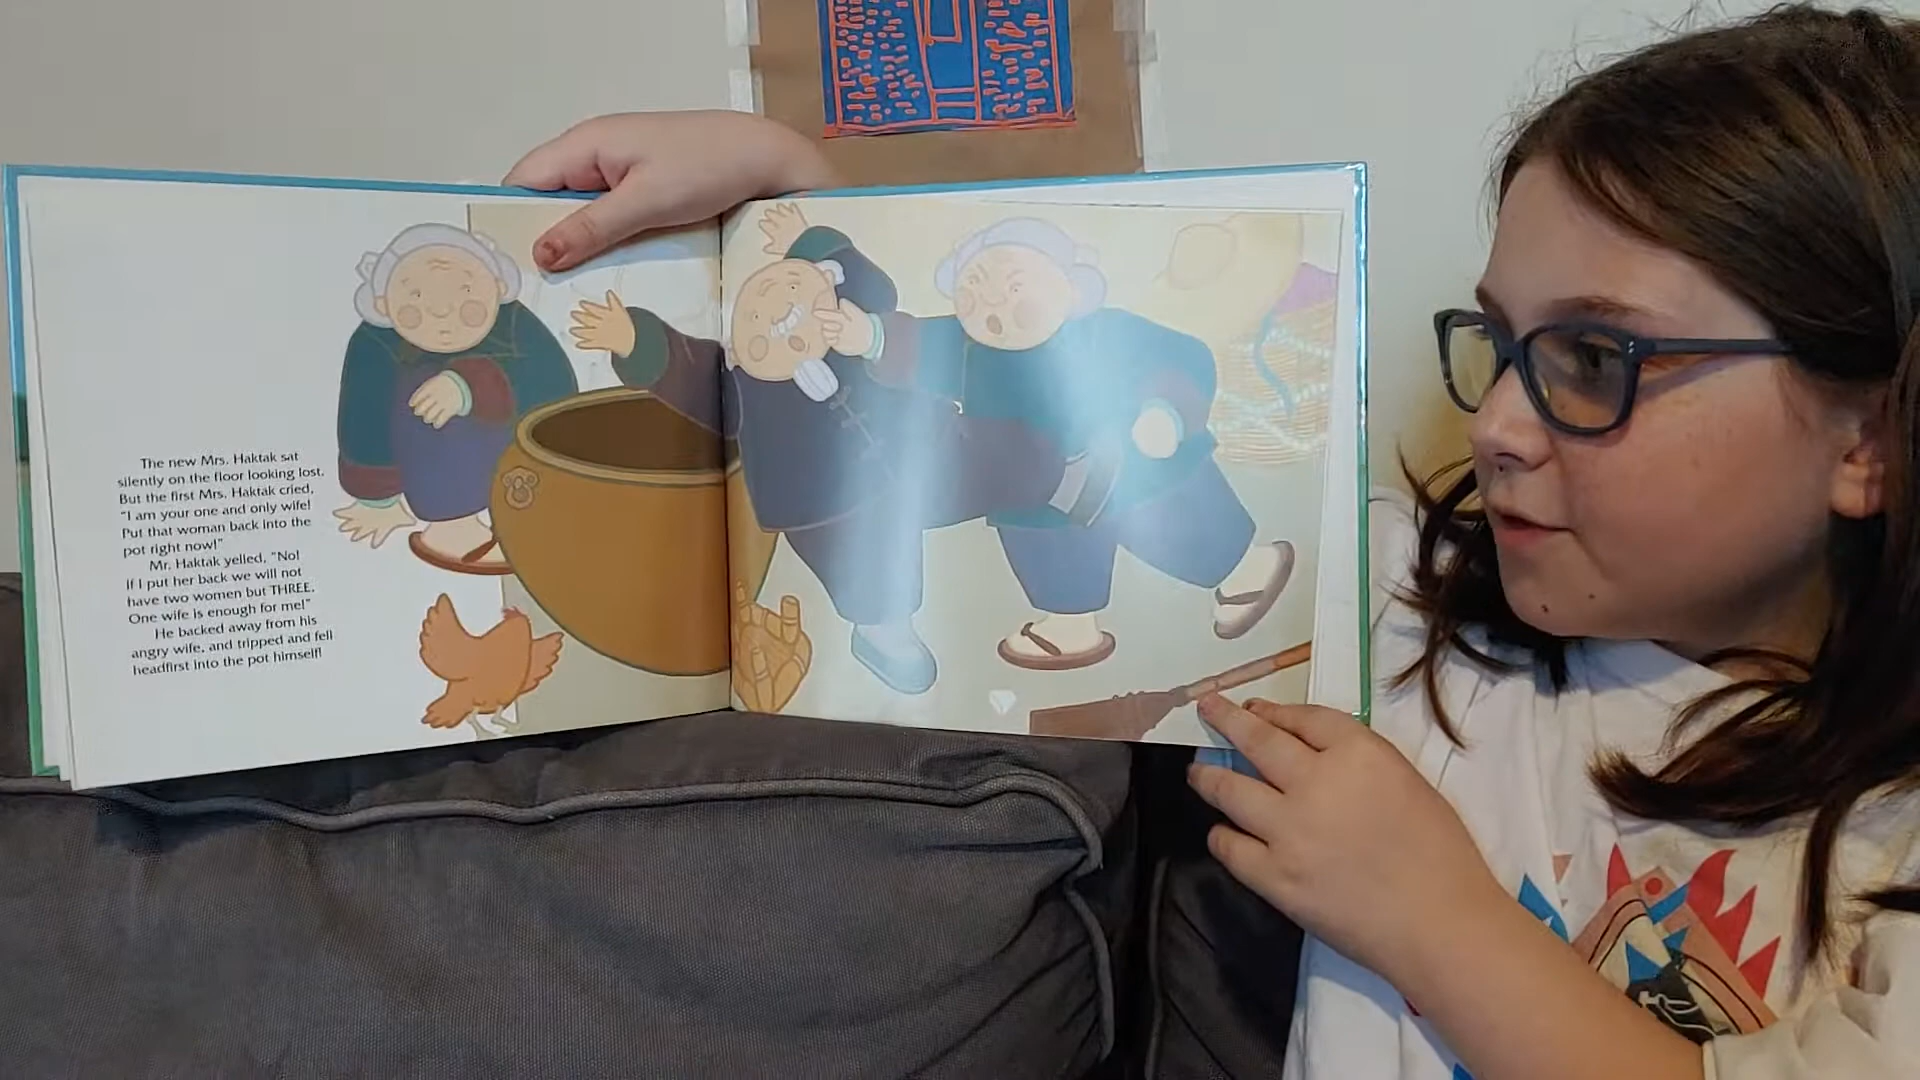 The new Mrs. Haktak sat
silently on the floor looking lost.
But the first Mrs. Haktak cried,
"I am your one and only wife!
Put that woman back into the
pot right now!"
Mr. Haktak yelled, "No!
If I put her back we will not
have two women but THREE.
One wife is enough for me!"
He backed away from his
angry wife, and tripped and fell
headfirst into the pot himself!